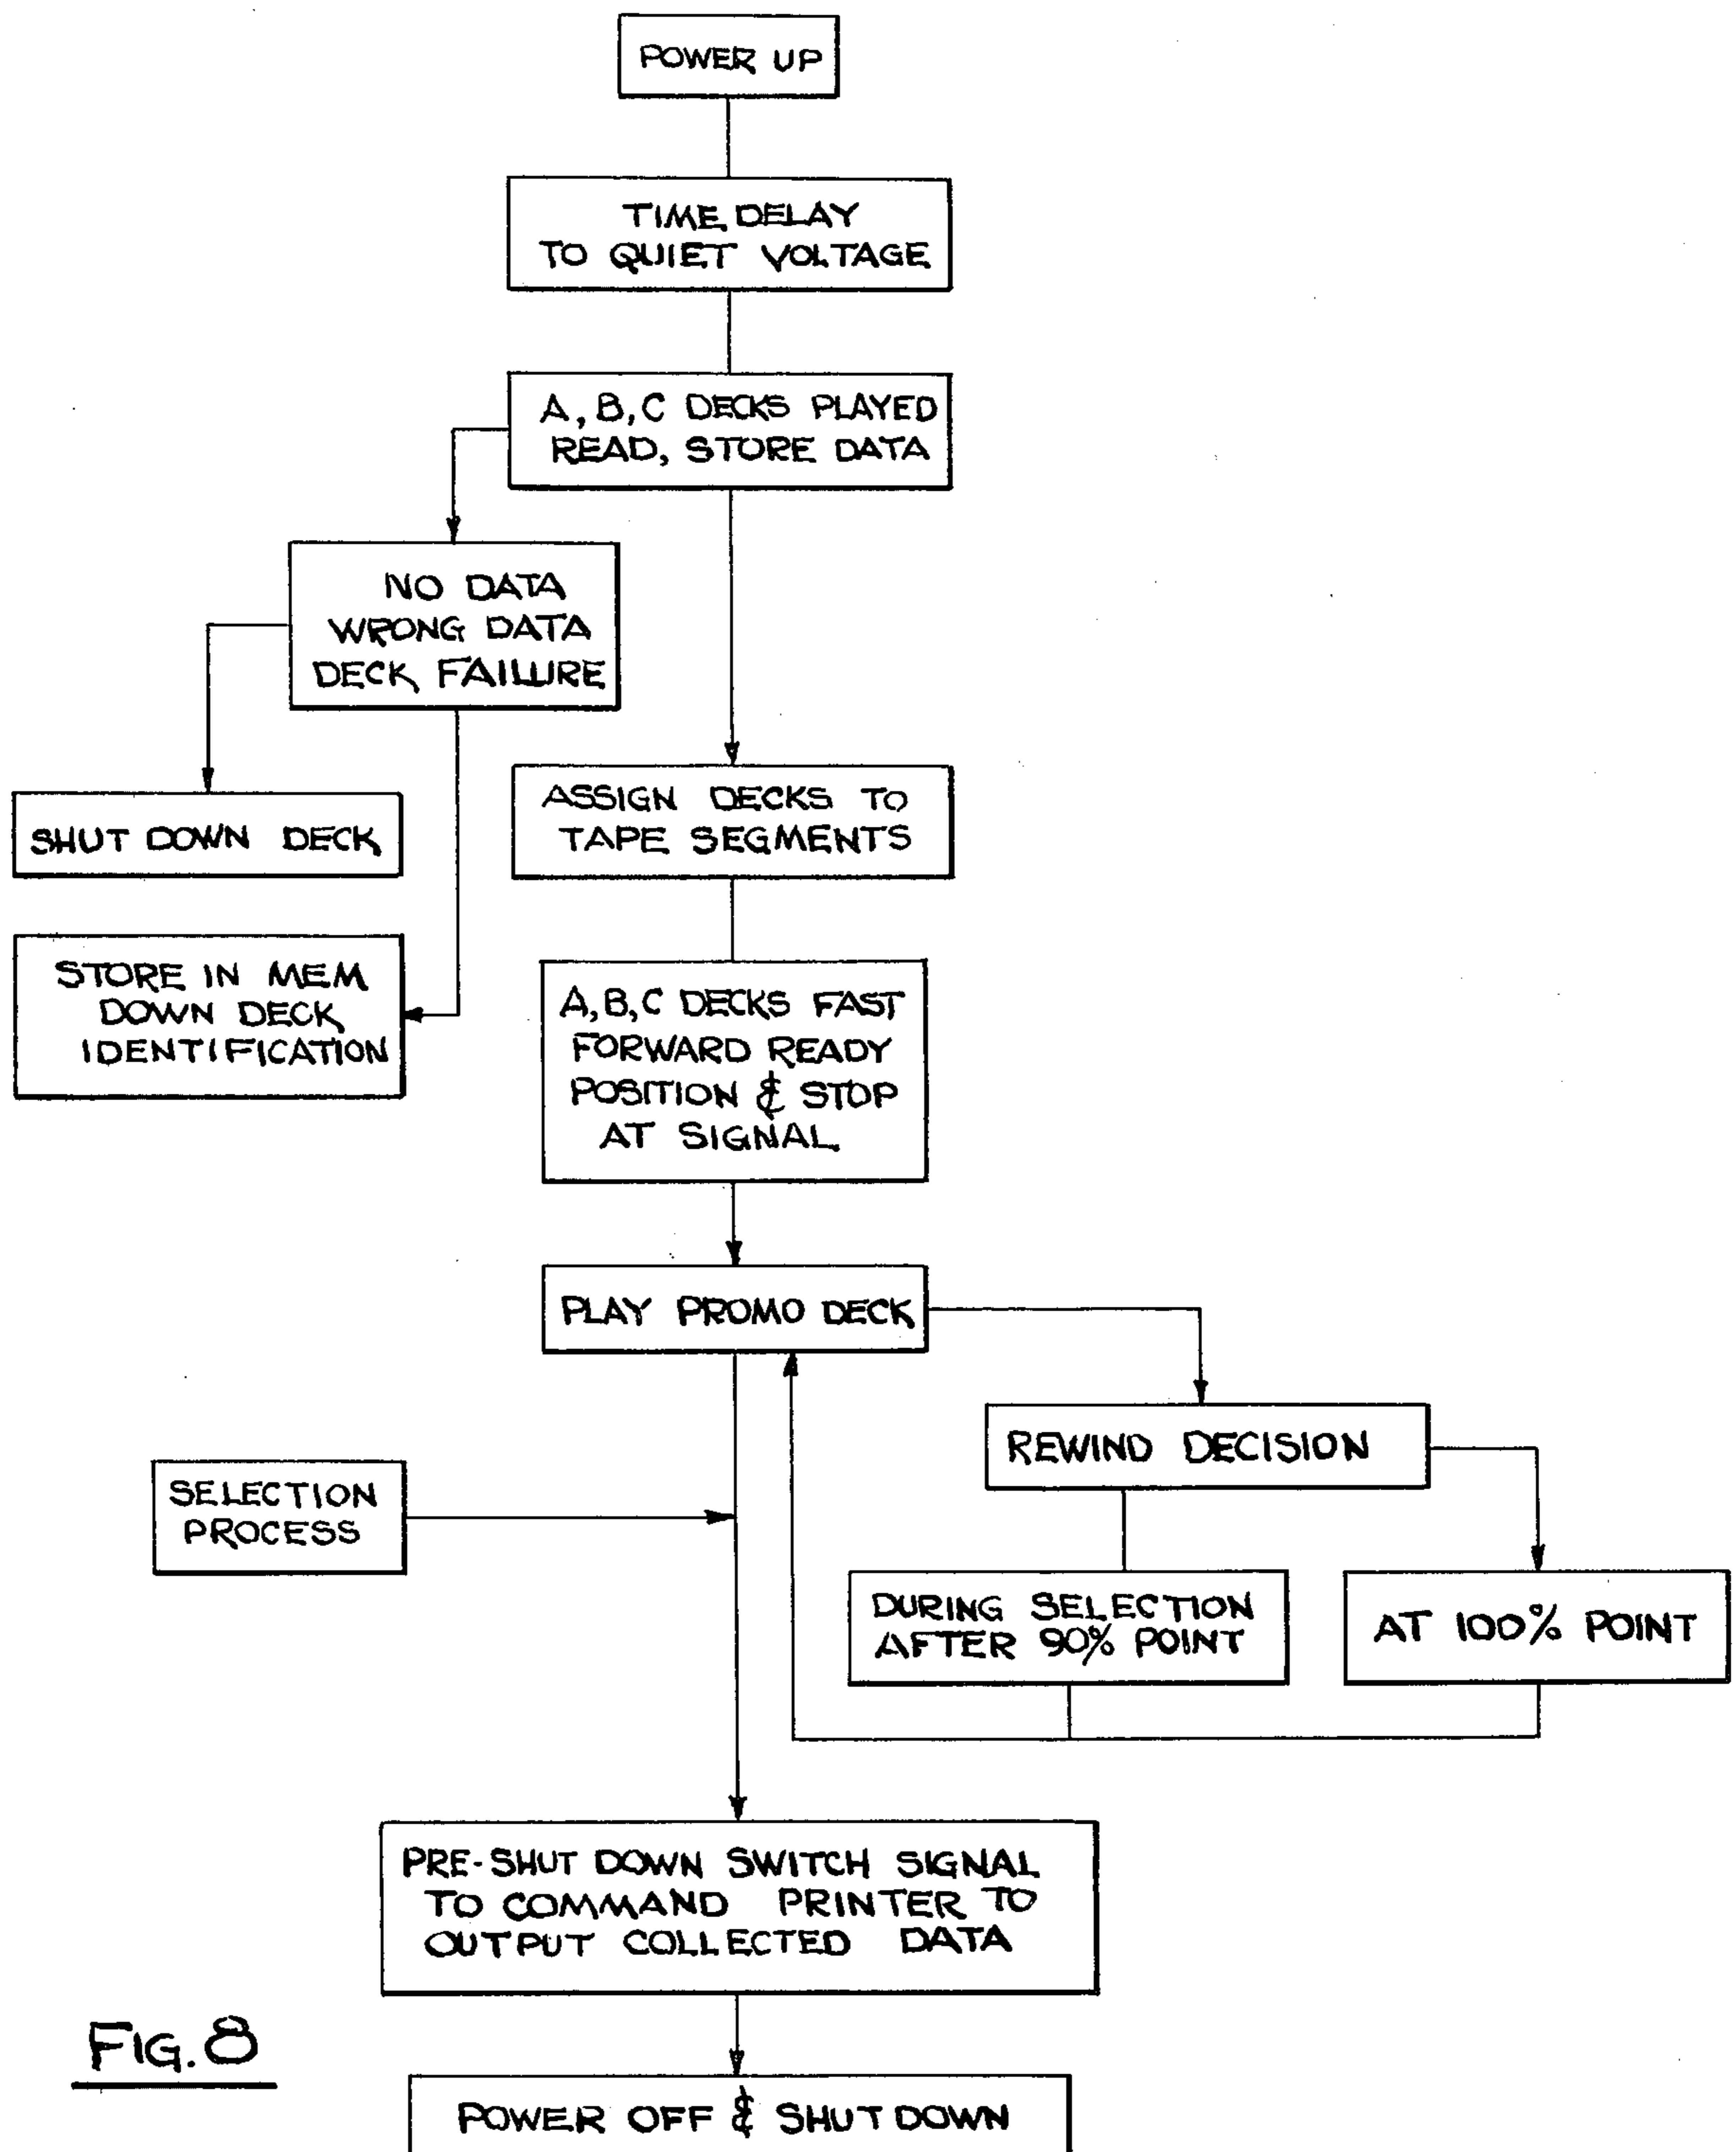 POWER UP
TIME DELAY
TO QUIET VOLTAGE
A, B, C DECKS PLAYED
READ, STORE DATA
NO DATA
WRONG DATA
DECK FAILURE
SHUT DOWN DECK
ASSIGN DECKS TO
TAPE SEGMENTS
STORE IN MEM
DOWN DECK
IDENTIFICATION
A, B, C DECKS FAST
FORWARD READY
POSITION & STOP
AT SIGNAL
PLAY PROMO DECK
REWIND DECISION
SELECTION
PROCESS
DURING SELECTION
AFTER 90% POINT
AT 100% POINT
PRE-SHUT DOWN SWITCH SIGNAL
TO COMMAND PRINTER TO
OUTPUT COLLECTED DATA
FIG. 8
POWER OFF & SHUT DOWN